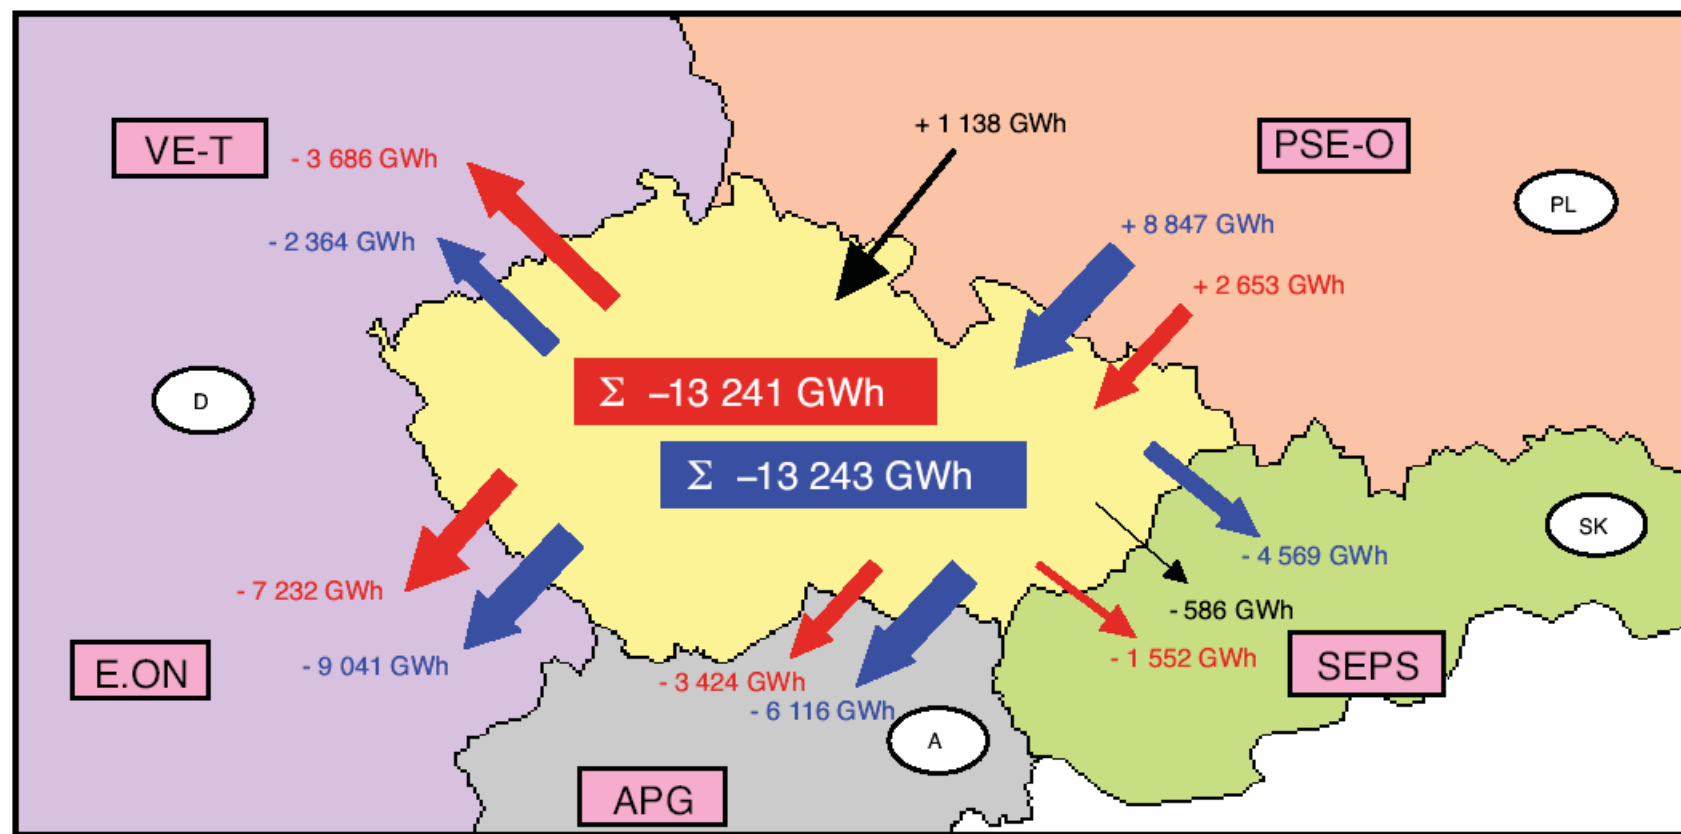 + 1 138 GWh
VE-T
- 3 686 GWh
PSE-O
PL
- 2 364 GWh
+ 8 847 GWh
+ 2 653 GWh
D
Σ –13 241 GWh
Σ –13 243 GWh
SK
- 4 569 GWh
- 7 232 GWh
- 586 GWh
E.ON
- 9 041 GWh
- 3 424 GWh
- 1 552 GWh
SEPS
- 6 116 GWh
A
APG